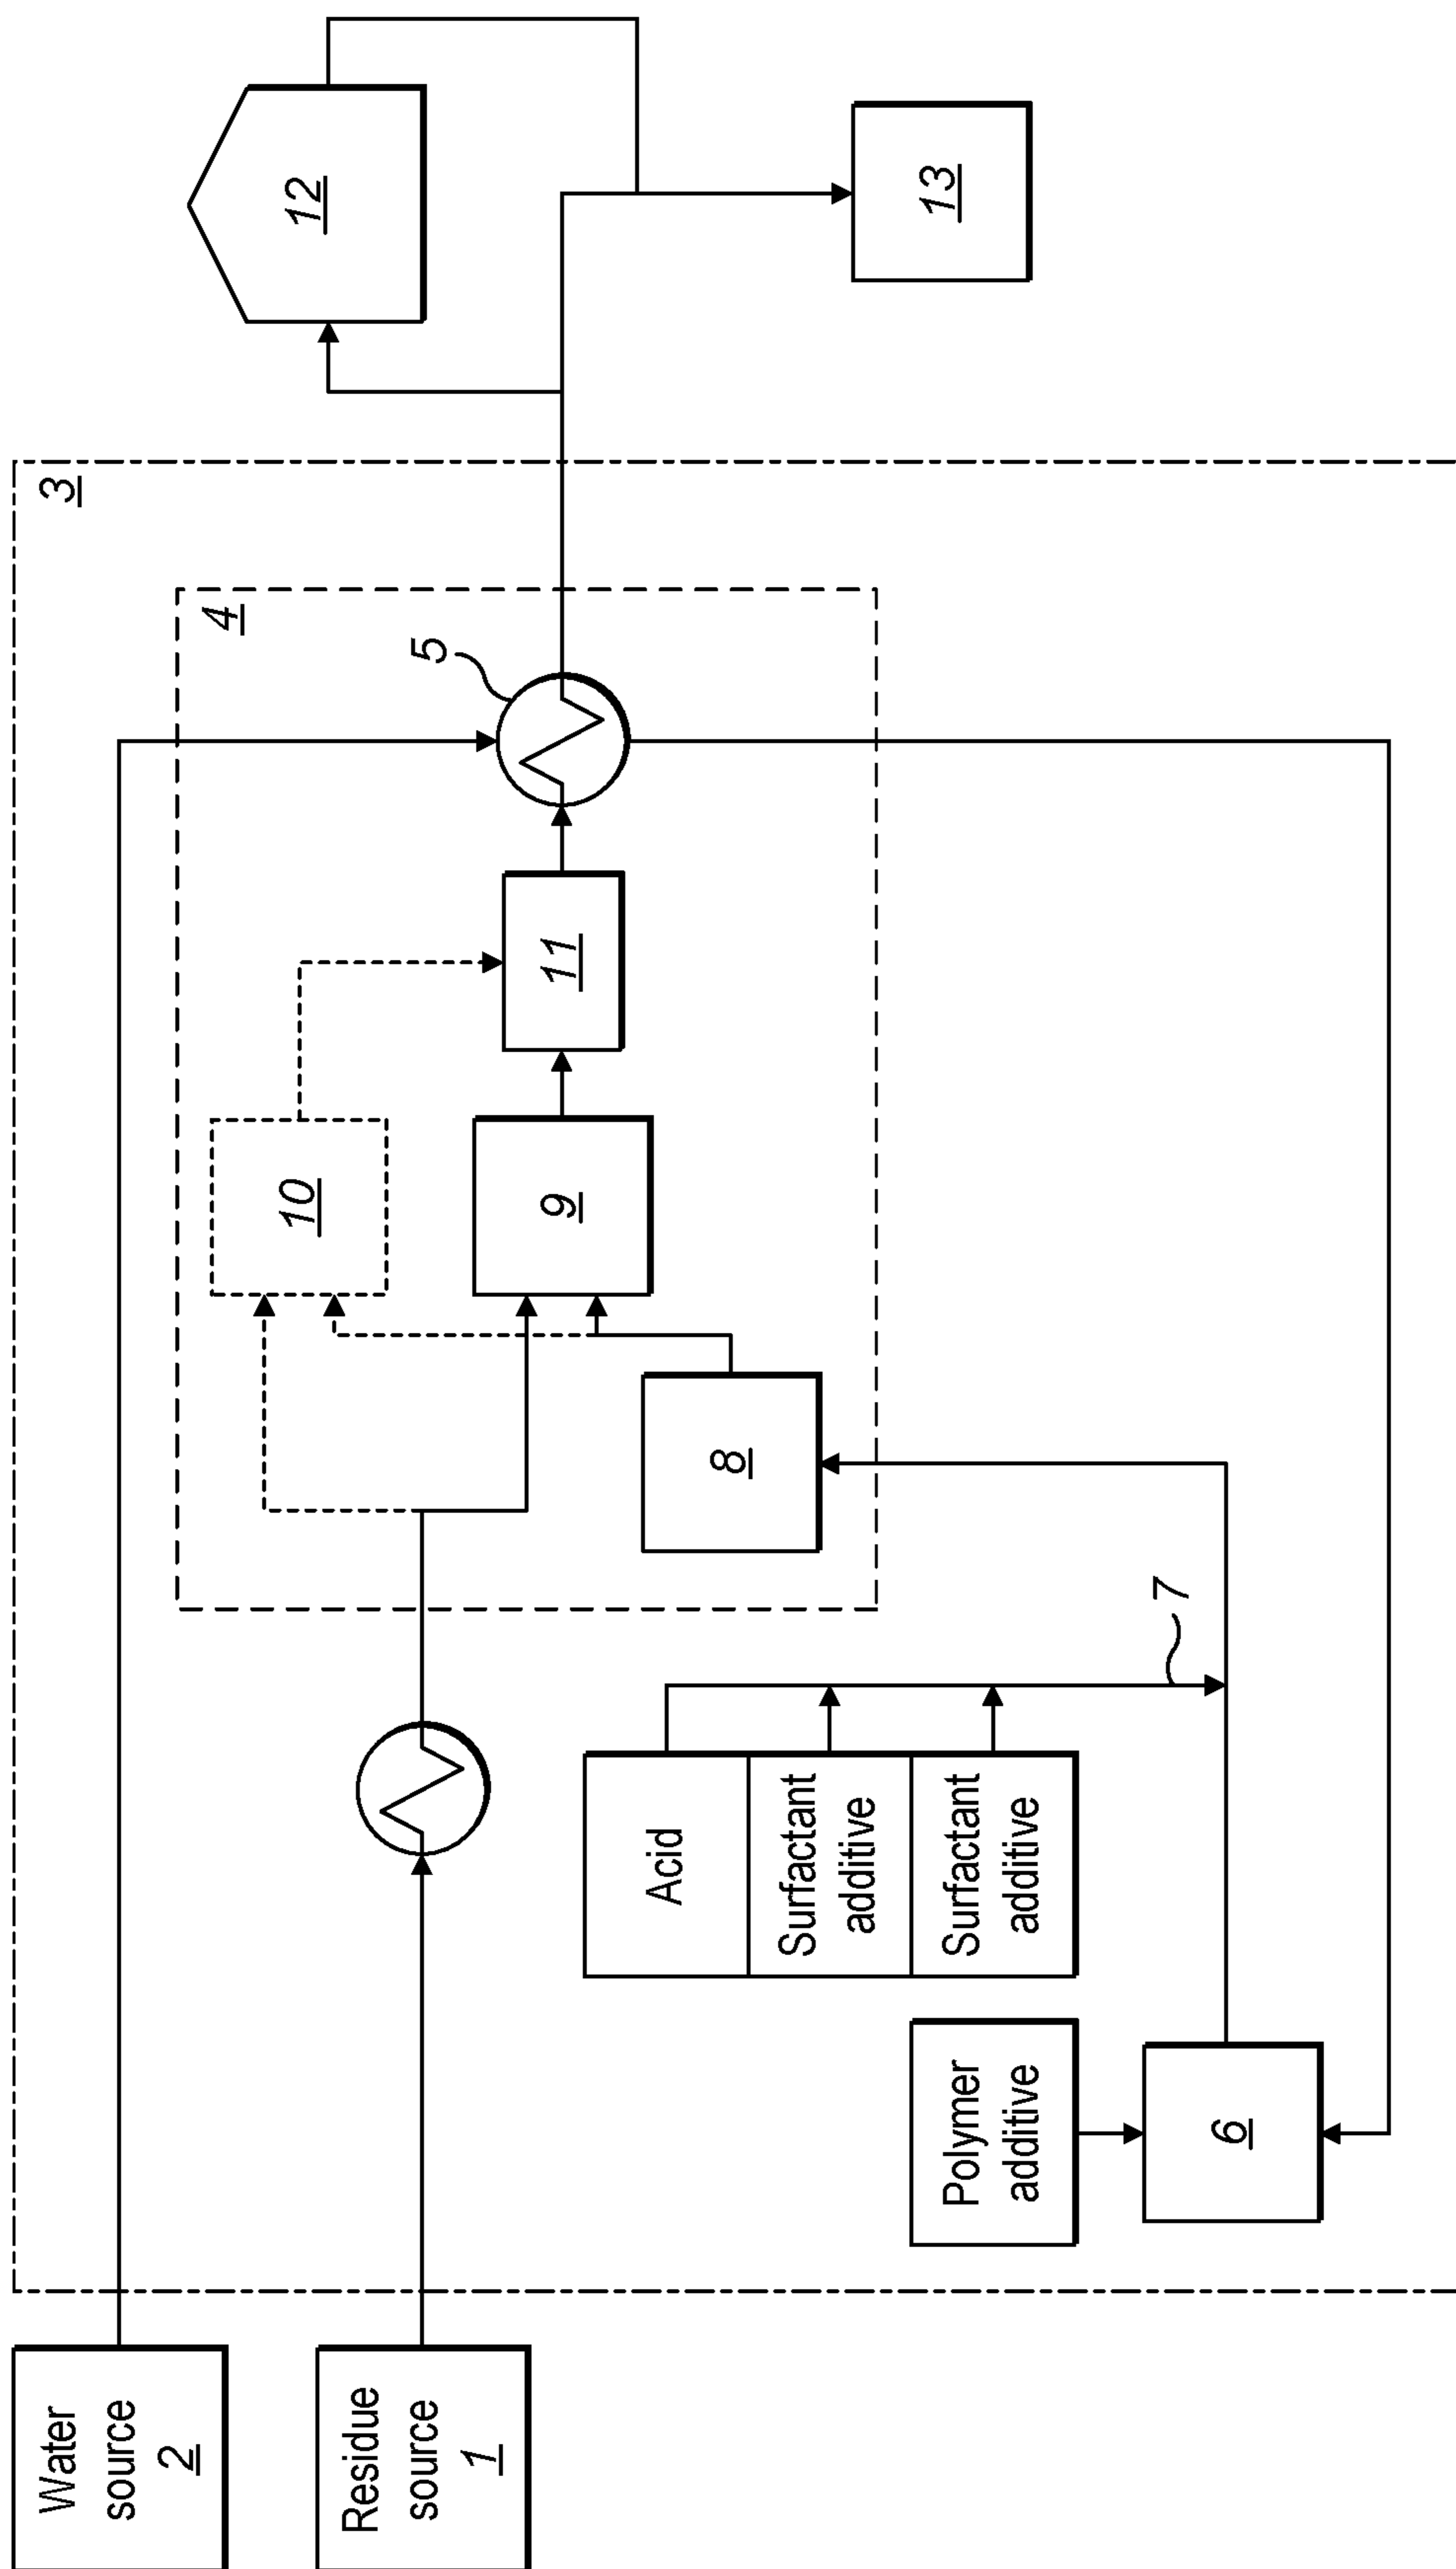 Water
source
2
Residue
source
1
3
4
5
Polymer
additive
6
Acid
Surfactant
additive
Surfactant
additive
7
8
9
10
11
12
13